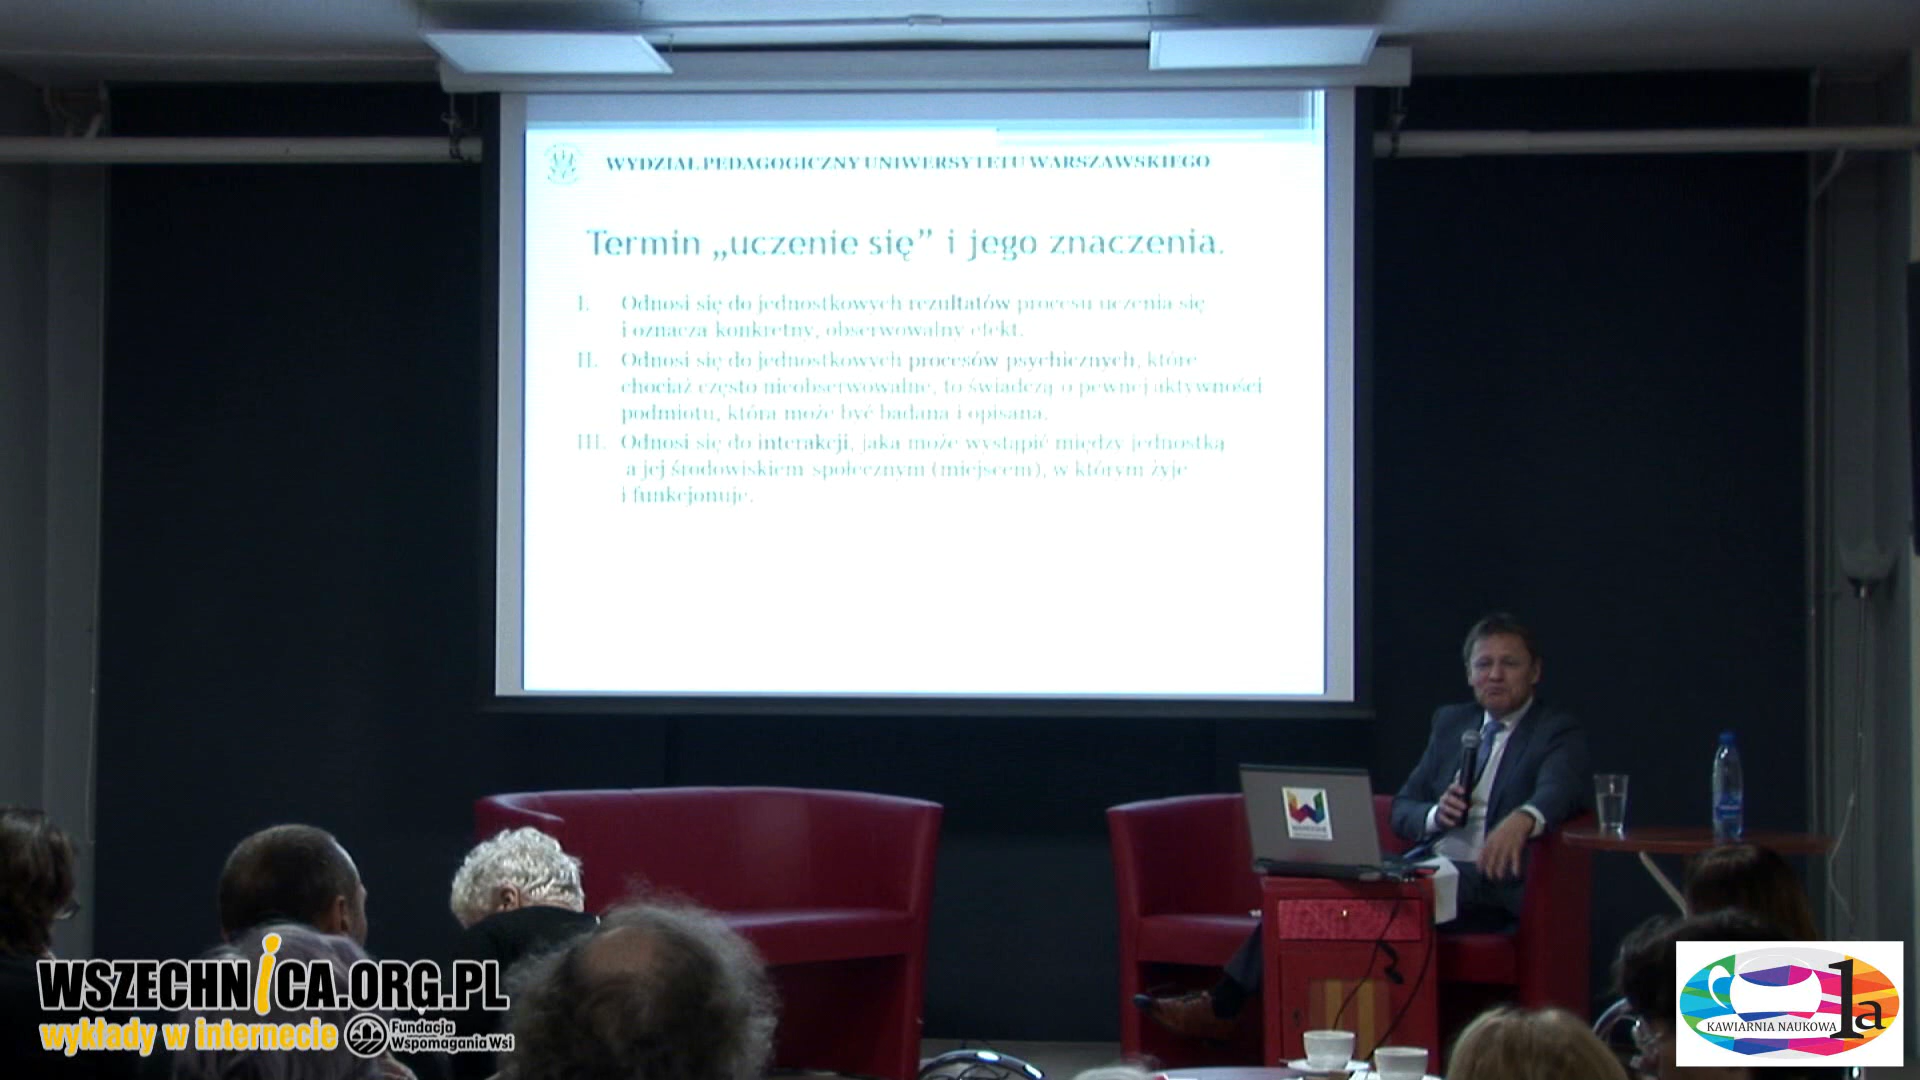 WYDZIAŁ PEDAGOGICZNY UNIWERSYTETU WARSZAWSKIEGO
Termin „uczenie się” i jego znaczenia.
I. Odnosi się do jednostkowych rezultatów procesu uczenia się
i oznacza konkretny, obserwowalny efekt.
II. Odnosi się do jednostkowych procesów psychicznych, które
chociaż często nieobserwowalne, to świadczą o pewnej aktywności
podmiotu, która może być badana i opisana.
III. Odnosi się do interakcji, jaka może wystąpić między jednostką
a jej środowiskiem społecznym (miejscem), w którym żyje
i funkcjonuje.
WSZECHNICA.ORG.PL
wykłady w internecie
Fundacja
Wspomagania Wsi
KAWIARNIA NAUKOWA 1a